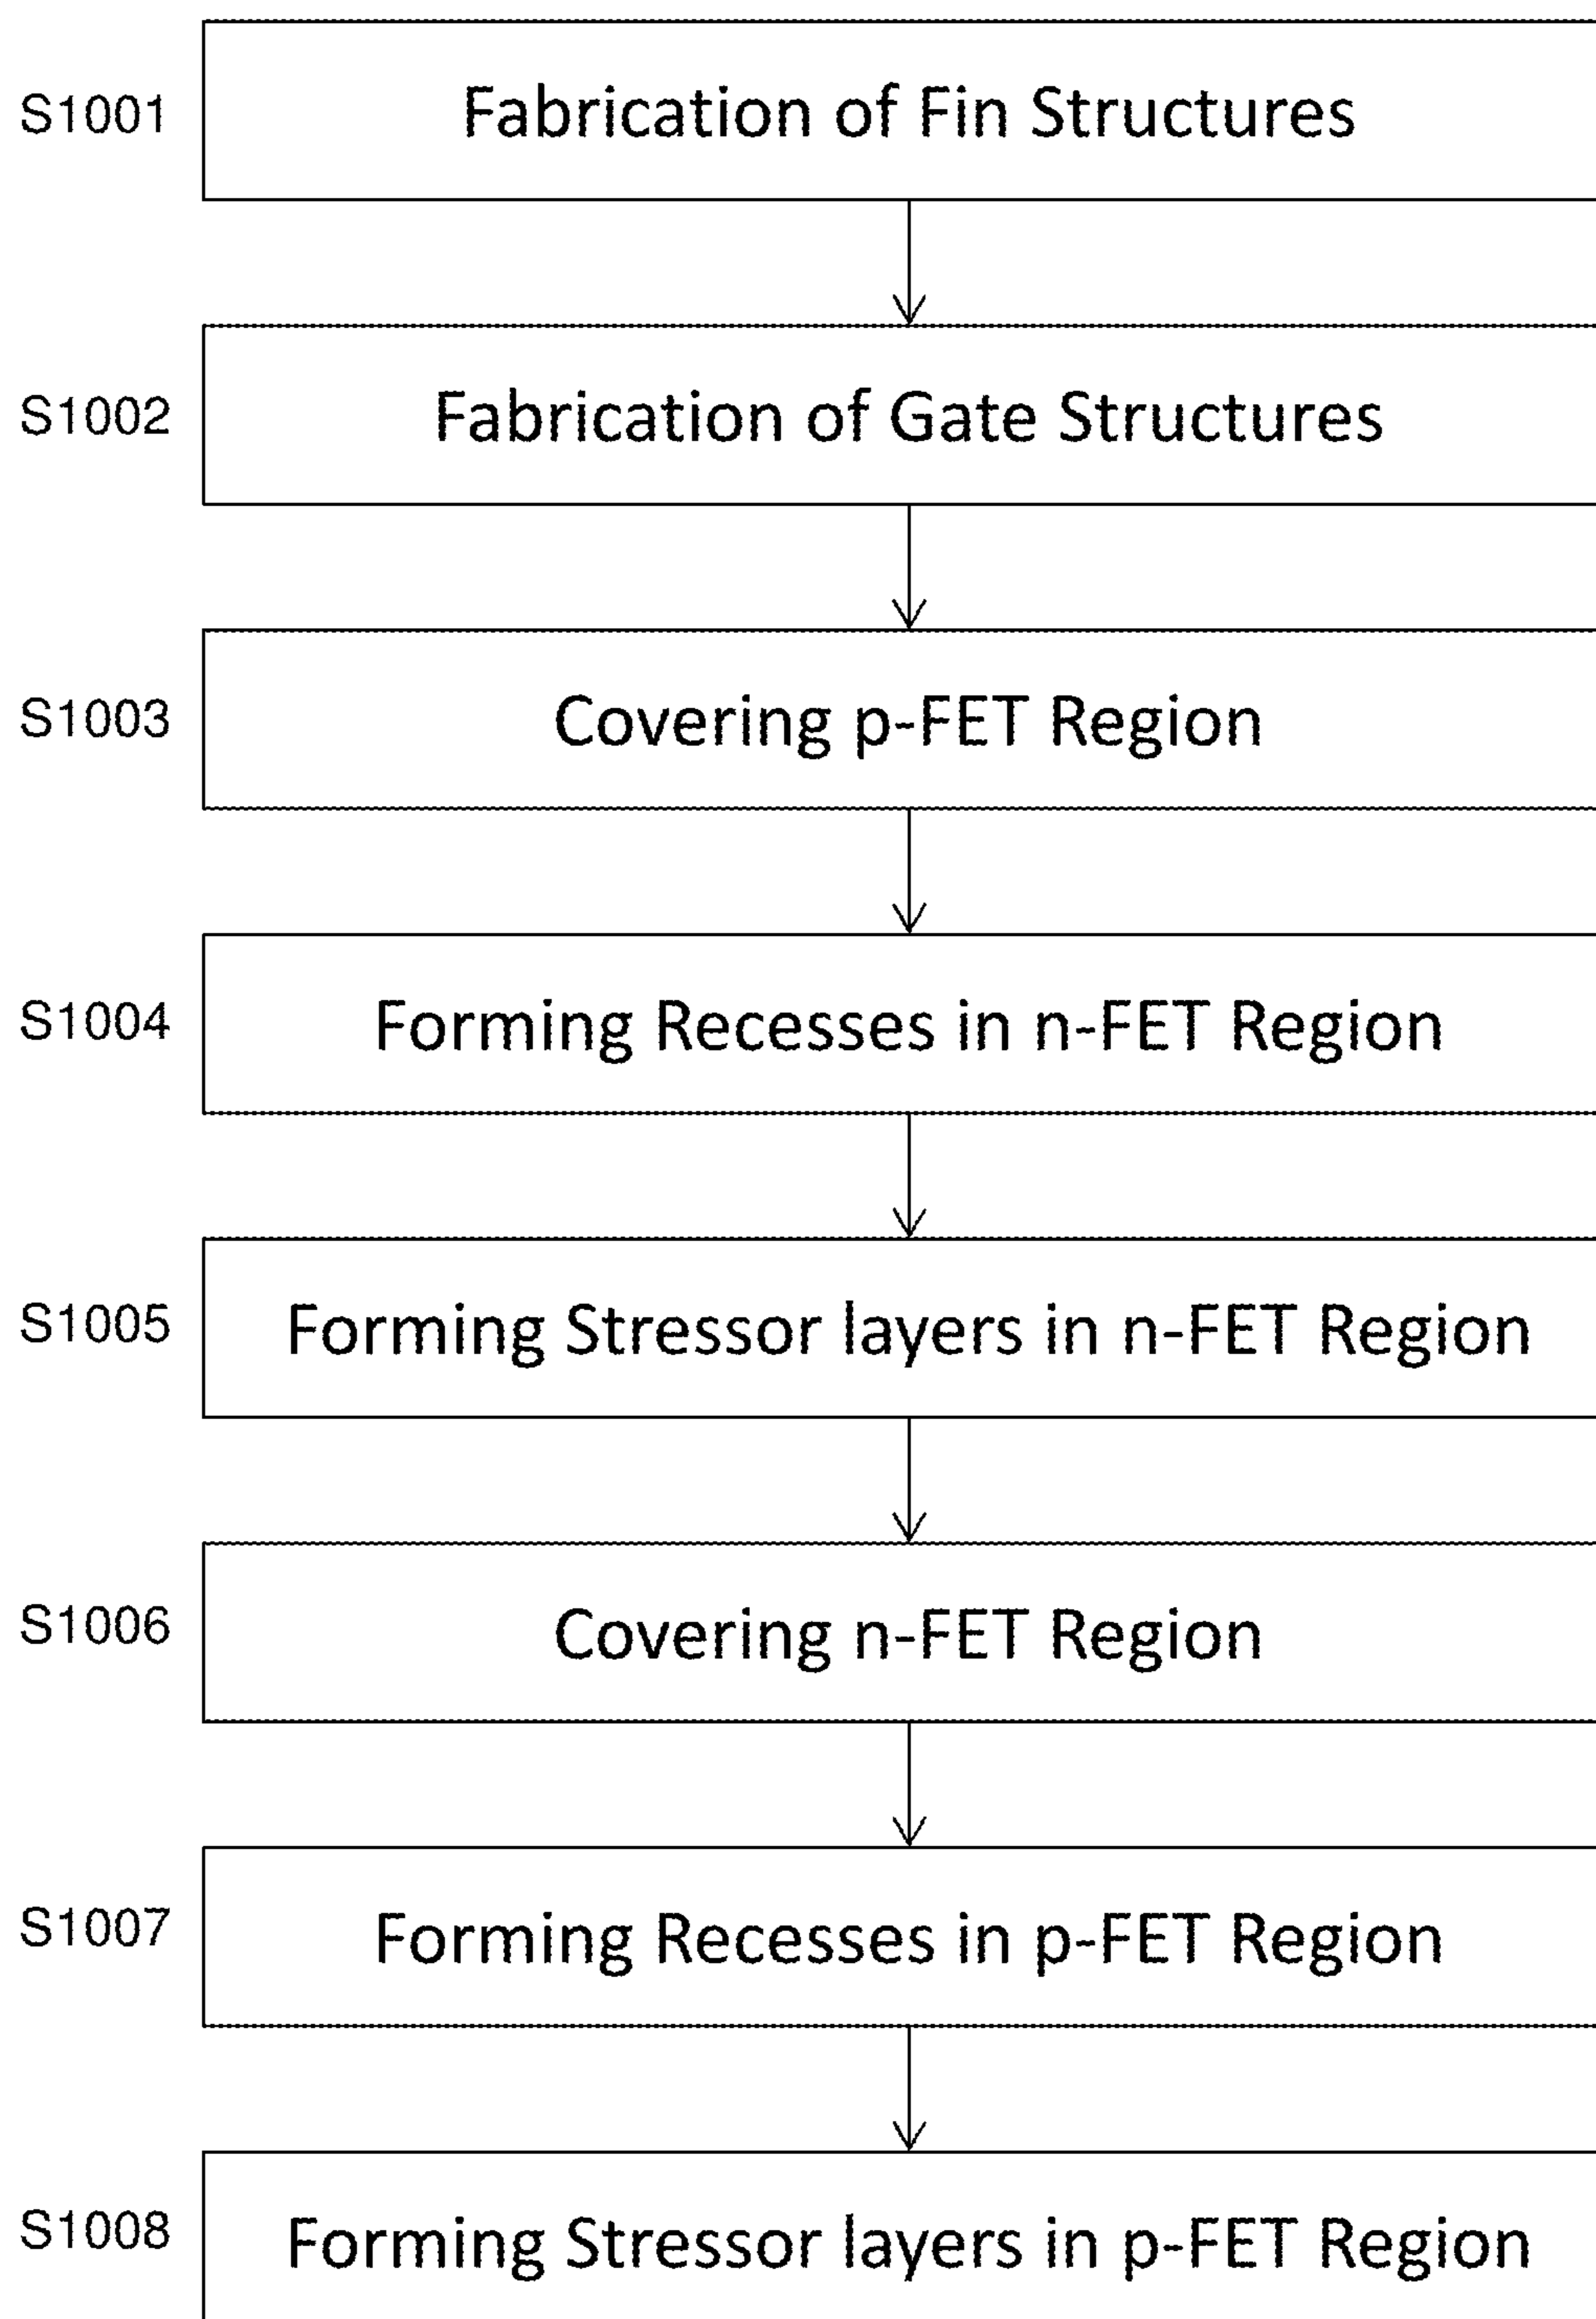 S1001 Fabrication of Fin Structures
S1002 Fabrication of Gate Structures
S1003 Covering p-FET Region
S1004 Forming Recesses in n-FET Region
S1005 Forming Stressor layers in n-FET Region
S1006 Covering n-FET Region
S1007 Forming Recesses in p-FET Region
S1008 Forming Stressor layers in p-FET Region